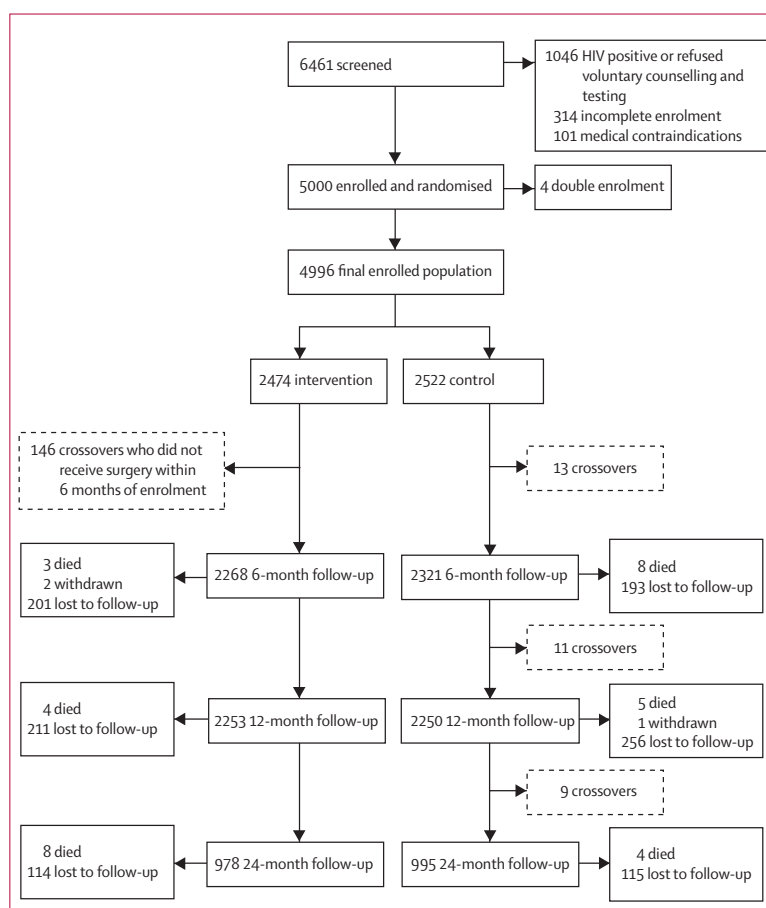 6461 screened
1046 HIV positive or refused
voluntary counselling and
testing
314 incomplete enrolment
101 medical contraindications
5000 enrolled and randomised
4 double enrolment
4996 final enrolled population
2474 intervention
2522 control
146 crossovers who did not
receive surgery within
6 months of enrolment
13 crossovers
3 died
2 withdrawn
201 lost to follow-up
2268 6-month follow-up
2321 6-month follow-up
8 died
193 lost to follow-up
11 crossovers
4 died
211 lost to follow-up
2253 12-month follow-up
2250 12-month follow-up
5 died
1 withdrawn
256 lost to follow-up
9 crossovers
8 died
114 lost to follow-up
978 24-month follow-up
995 24-month follow-up
4 died
115 lost to follow-up